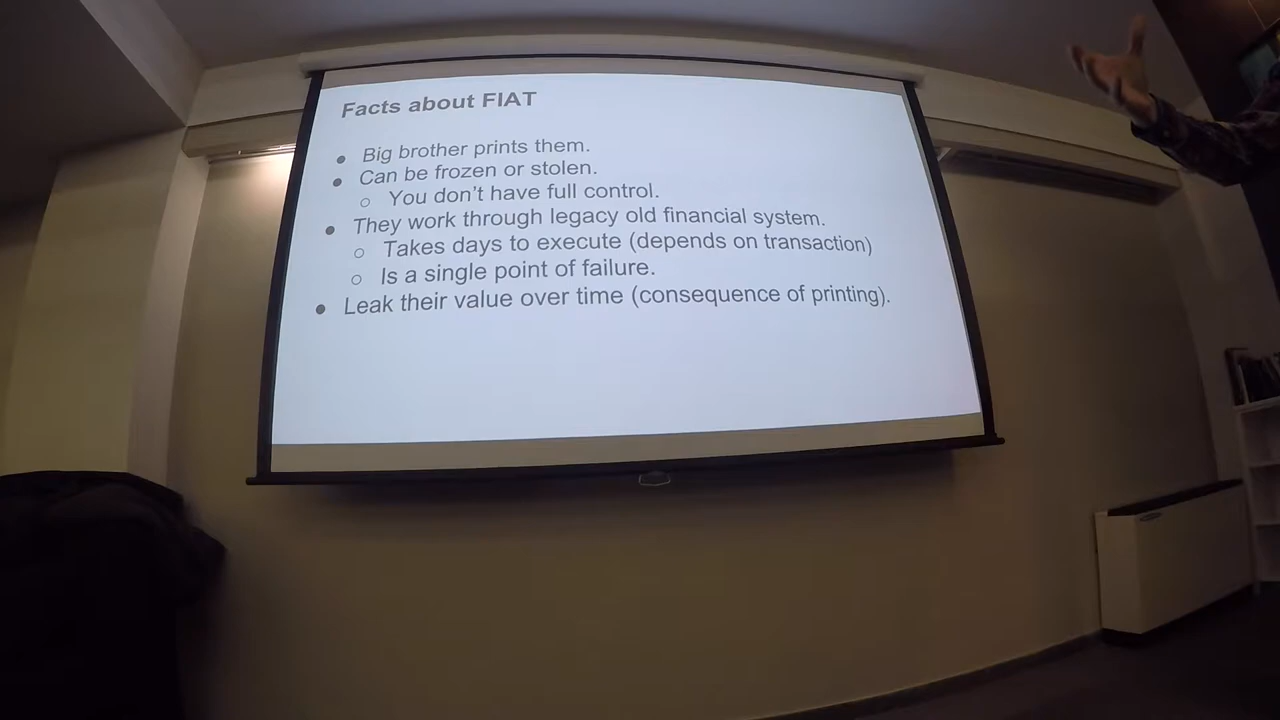 Facts about FIAT
● Big brother prints them.
● Can be frozen or stolen.
○ You don't have full control.
● They work through legacy old financial system.
○ Takes days to execute (depends on transaction)
○ Is a single point of failure.
● Leak their value over time (consequence of printing).